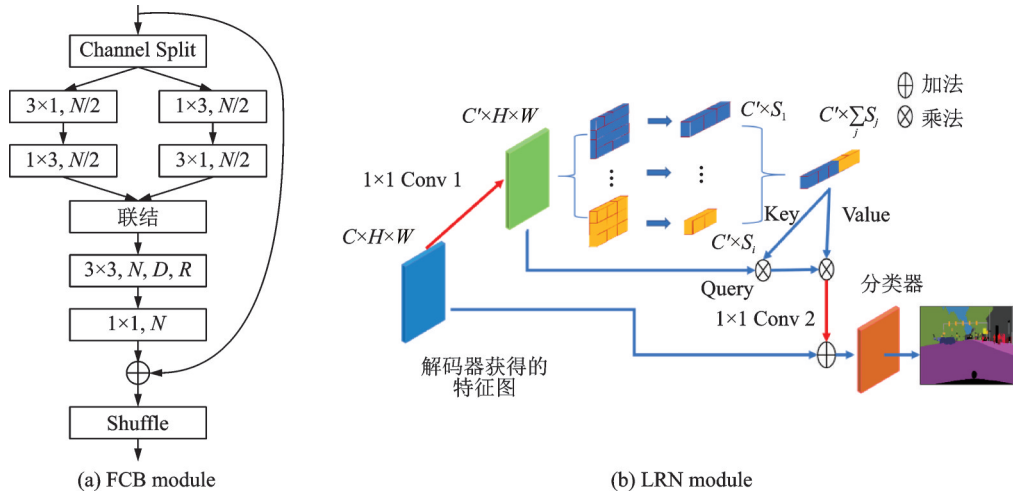 Channel Split
3×1, N/2
1×3, N/2
1×3, N/2
3×1, N/2
联结
3×3, N, D, R
1×1, N
Shuffle
(a) FCB module
加法
乘法
C′×H×W
C′×S₁
C′×∑ⱼSⱼ
1×1 Conv 1
Key
Value
C×H×W
C′×Sᵢ
Query
分类器
1×1 Conv 2
解码器获得的
特征图
(b) LRN module